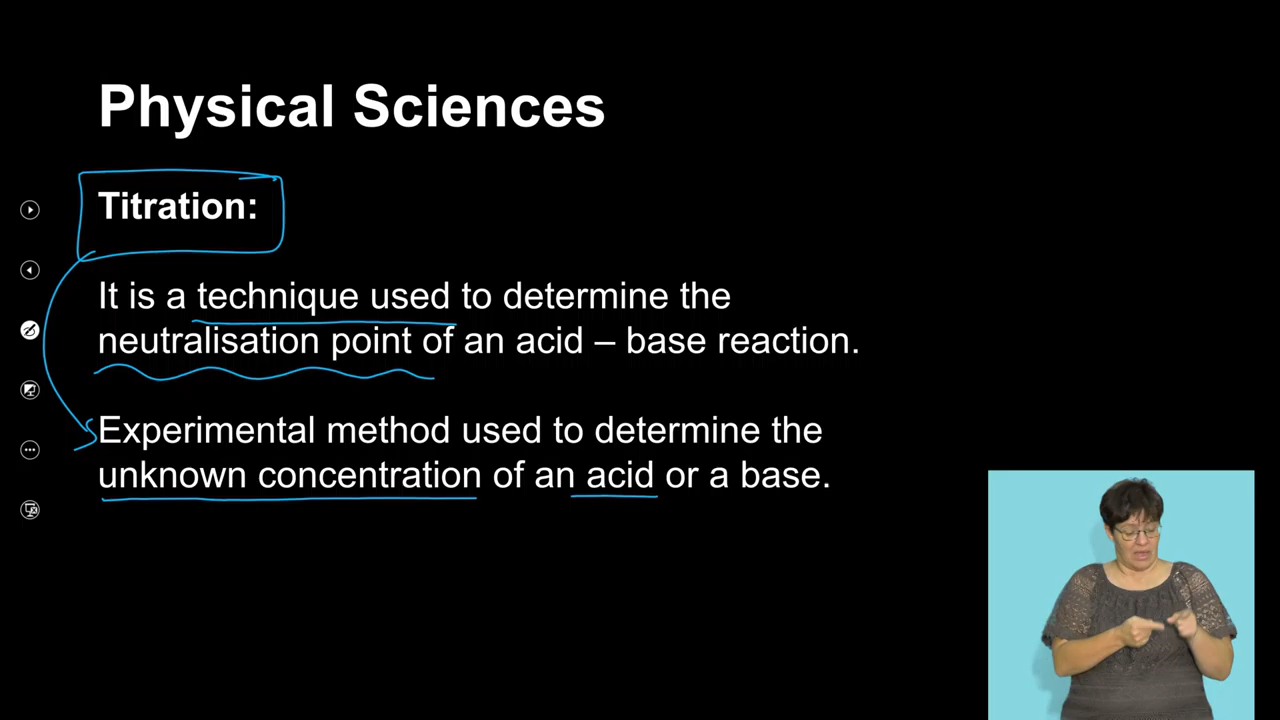 Physical Sciences
Titration:
It is a technique used to determine the
neutralisation point of an acid – base reaction.
Experimental method used to determine the
unknown concentration of an acid or a base.